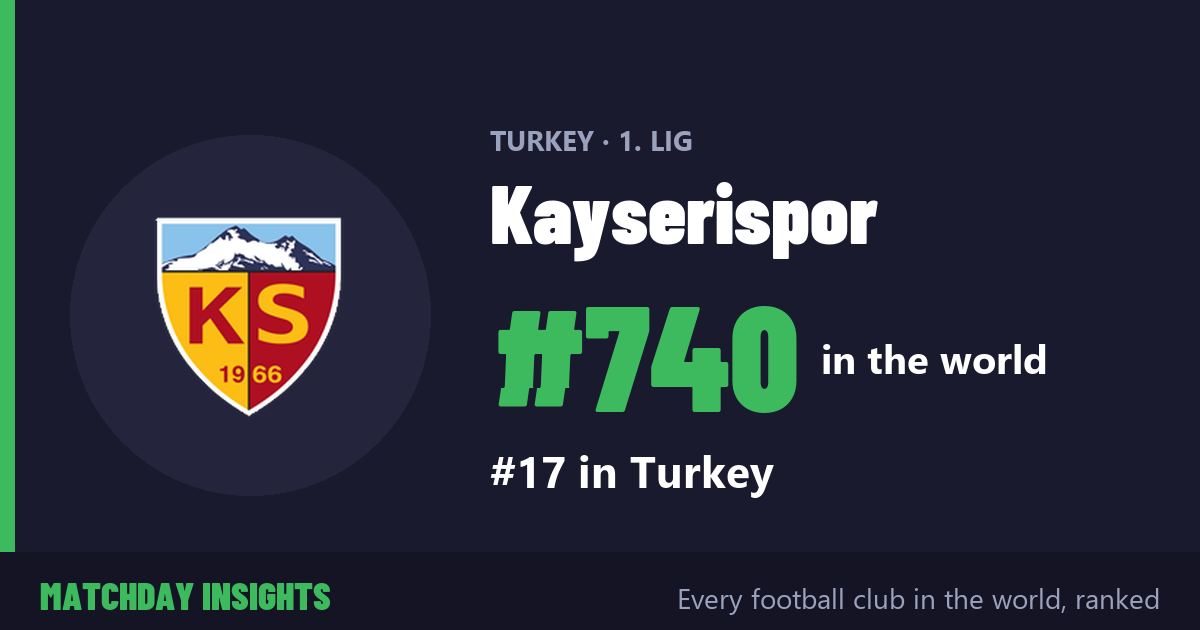 TURKEY · 1. LIG
Kayserispor
KS
1966
#740 in the world
#17 in Turkey
MATCHDAY INSIGHTS
Every football club in the world, ranked